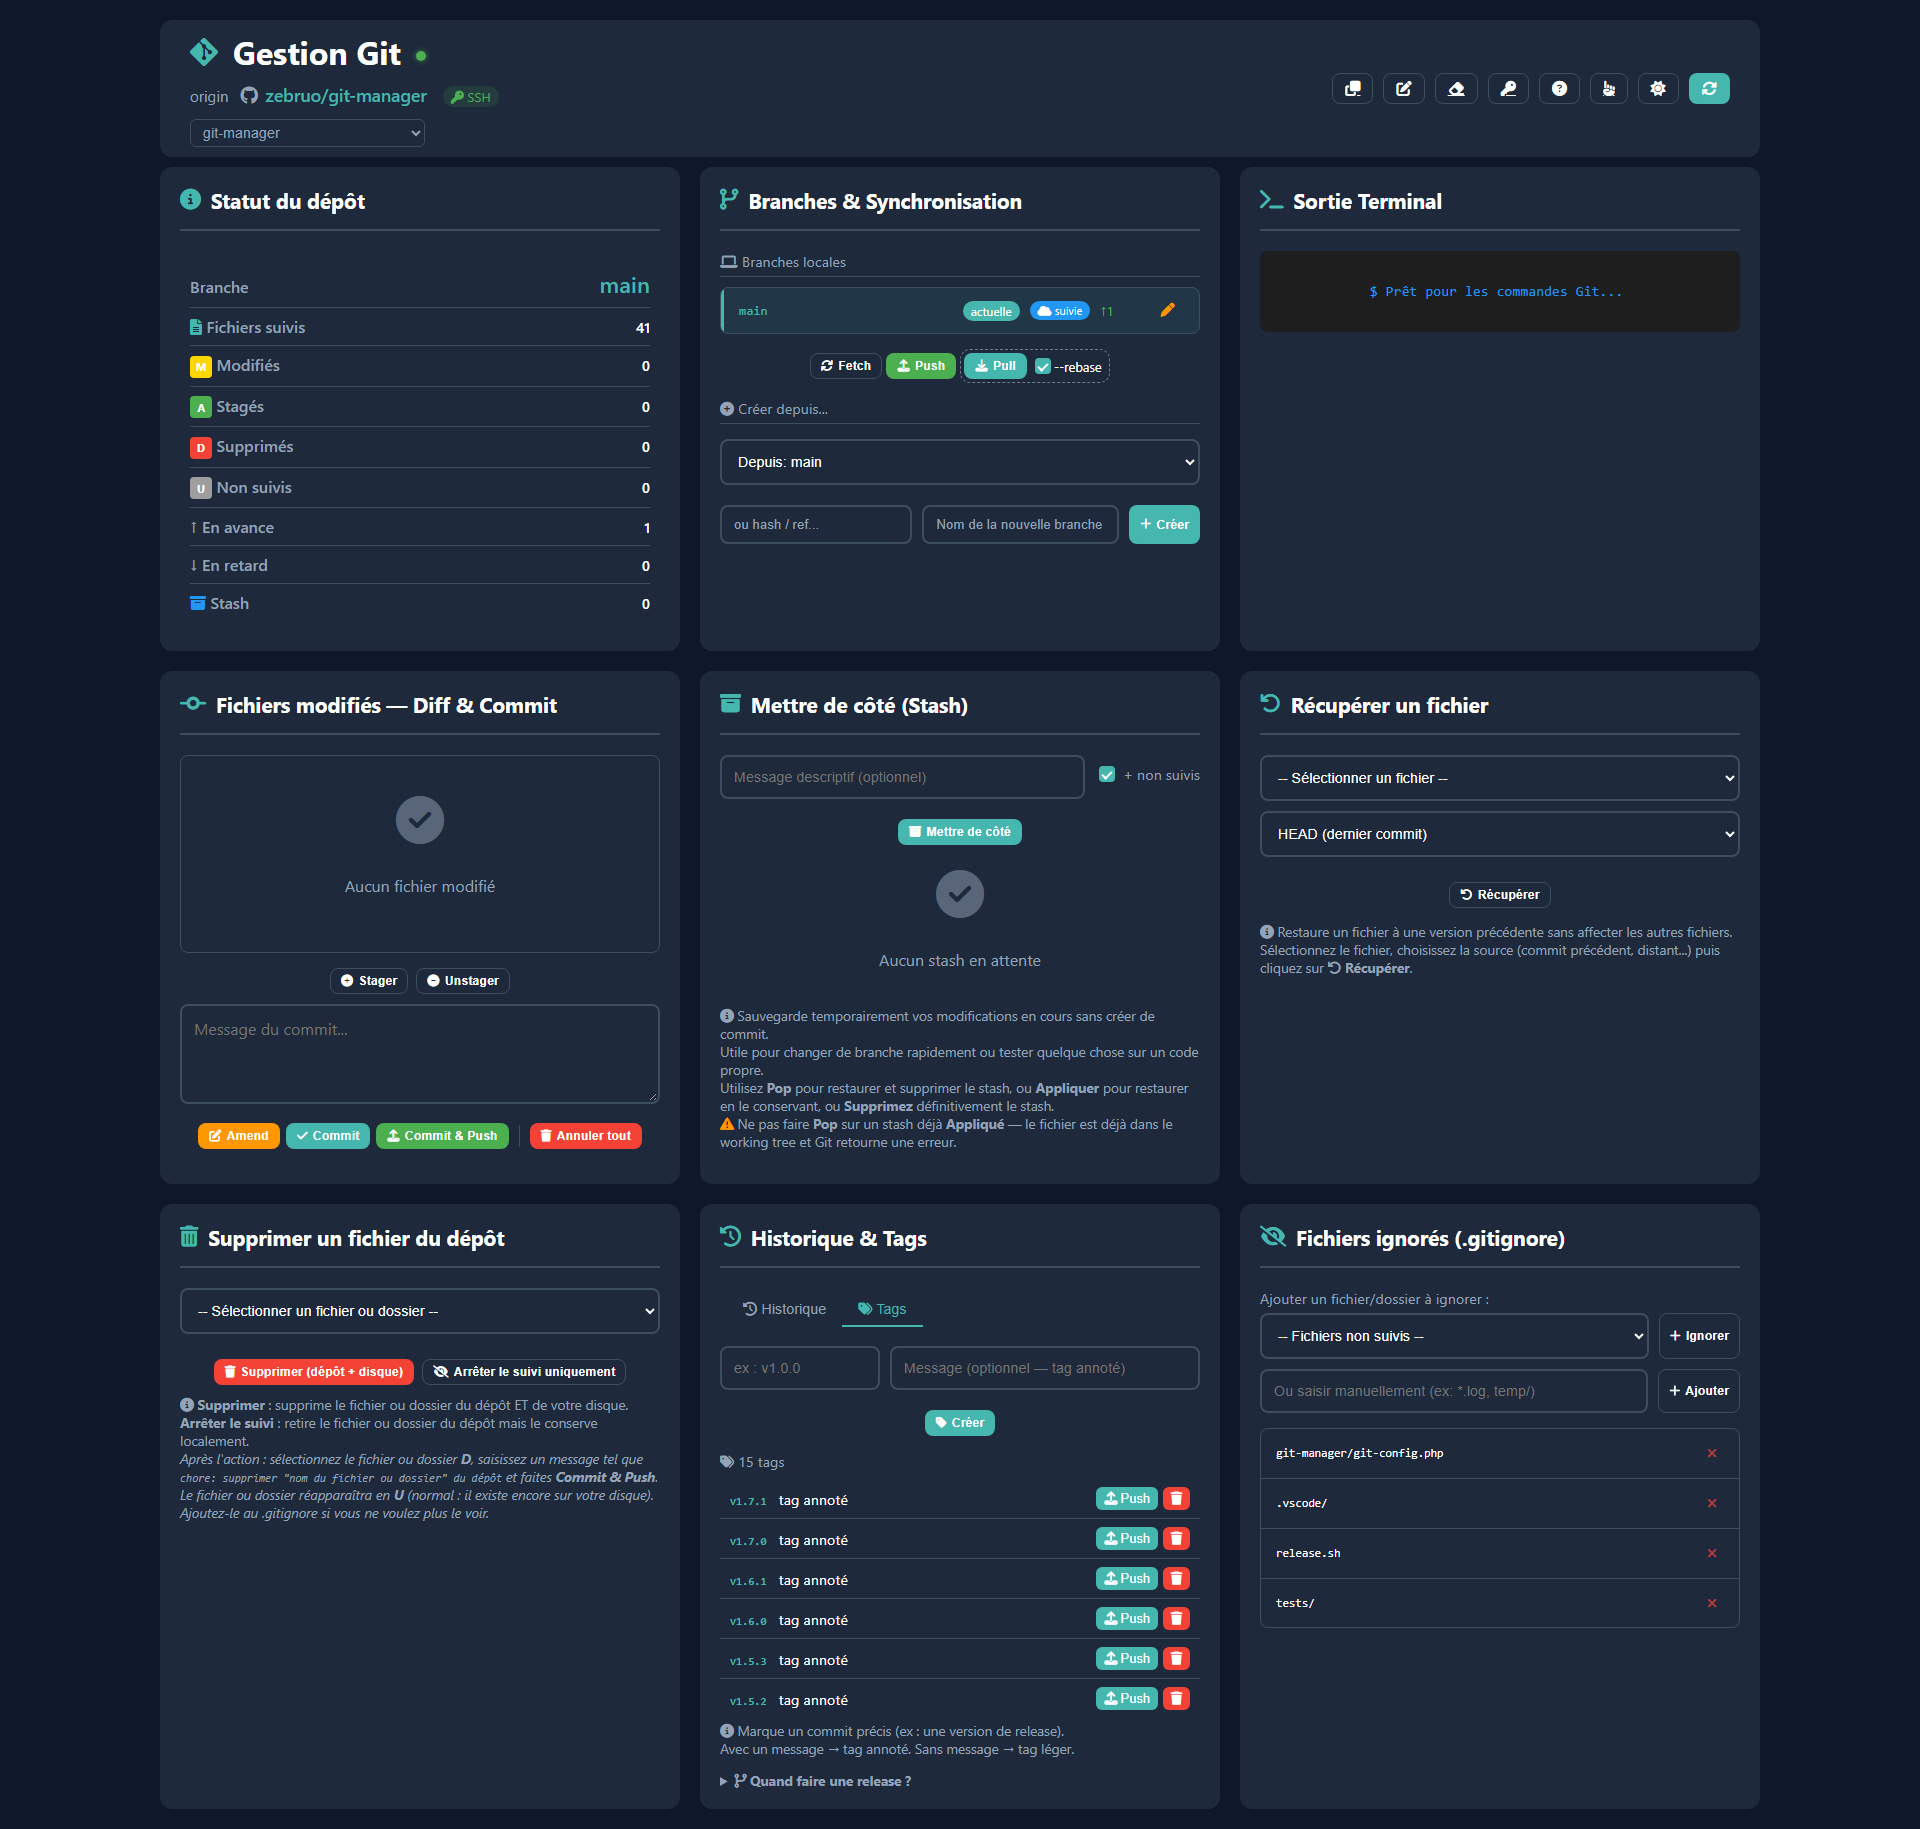 Gestion Git
origin zebruo/git-manager SSH
git-manager
Statut du dépôt
Branche main
Fichiers suivis 41
M Modifiés 0
A Stagés 0
D Supprimés 0
U Non suivis 0
↑ En avance 1
↓ En retard 0
Stash 0
Branches & Synchronisation
Branches locales
main actuelle suivie ↑1
Fetch Push Pull --rebase
Créer depuis...
Depuis: main
ou hash / ref... Nom de la nouvelle branche + Créer
Sortie Terminal
$ Prêt pour les commandes Git...
Fichiers modifiés — Diff & Commit
Aucun fichier modifié
Stager Unstager
Message du commit...
Amend Commit Commit & Push Annuler tout
Mettre de côté (Stash)
Message descriptif (optionnel) + non suivis
Mettre de côté
Aucun stash en attente
Sauvegarde temporairement vos modifications en cours sans créer de
commit.
Utile pour changer de branche rapidement ou tester quelque chose sur un code
propre.
Utilisez Pop pour restaurer et supprimer le stash, ou Appliquer pour restaurer
en le conservant, ou Supprimez définitivement le stash.
Ne pas faire Pop sur un stash déjà Appliqué — le fichier est déjà dans le
working tree et Git retourne une erreur.
Récupérer un fichier
-- Sélectionner un fichier --
HEAD (dernier commit)
Récupérer
Restaure un fichier à une version précédente sans affecter les autres fichiers.
Sélectionnez le fichier, choisissez la source (commit précédent, distant...) puis
cliquez sur Récupérer.
Supprimer un fichier du dépôt
-- Sélectionner un fichier ou dossier --
Supprimer (dépôt + disque) Arrêter le suivi uniquement
Supprimer : supprime le fichier ou dossier du dépôt ET de votre disque.
Arrêter le suivi : retire le fichier ou dossier du dépôt mais le conserve
localement.
Après l'action : sélectionnez le fichier ou dossier D, saisissez un message tel que
chore: supprimer "nom du fichier ou dossier" du dépôt et faites Commit & Push.
Le fichier ou dossier réapparaîtra en U (normal : il existe encore sur votre disque).
Ajoutez-le au .gitignore si vous ne voulez plus le voir.
Historique & Tags
Historique Tags
ex : v1.0.0 Message (optionnel — tag annoté)
Créer
15 tags
v1.7.1 tag annoté Push
v1.7.0 tag annoté Push
v1.6.1 tag annoté Push
v1.6.0 tag annoté Push
v1.5.3 tag annoté Push
v1.5.2 tag annoté Push
Marque un commit précis (ex : une version de release).
Avec un message → tag annoté. Sans message → tag léger.
Quand faire une release ?
Fichiers ignorés (.gitignore)
Ajouter un fichier/dossier à ignorer :
-- Fichiers non suivis -- + Ignorer
Ou saisir manuellement (ex: *.log, temp/) + Ajouter
git-manager/git-config.php ×
.vscode/ ×
release.sh ×
tests/ ×